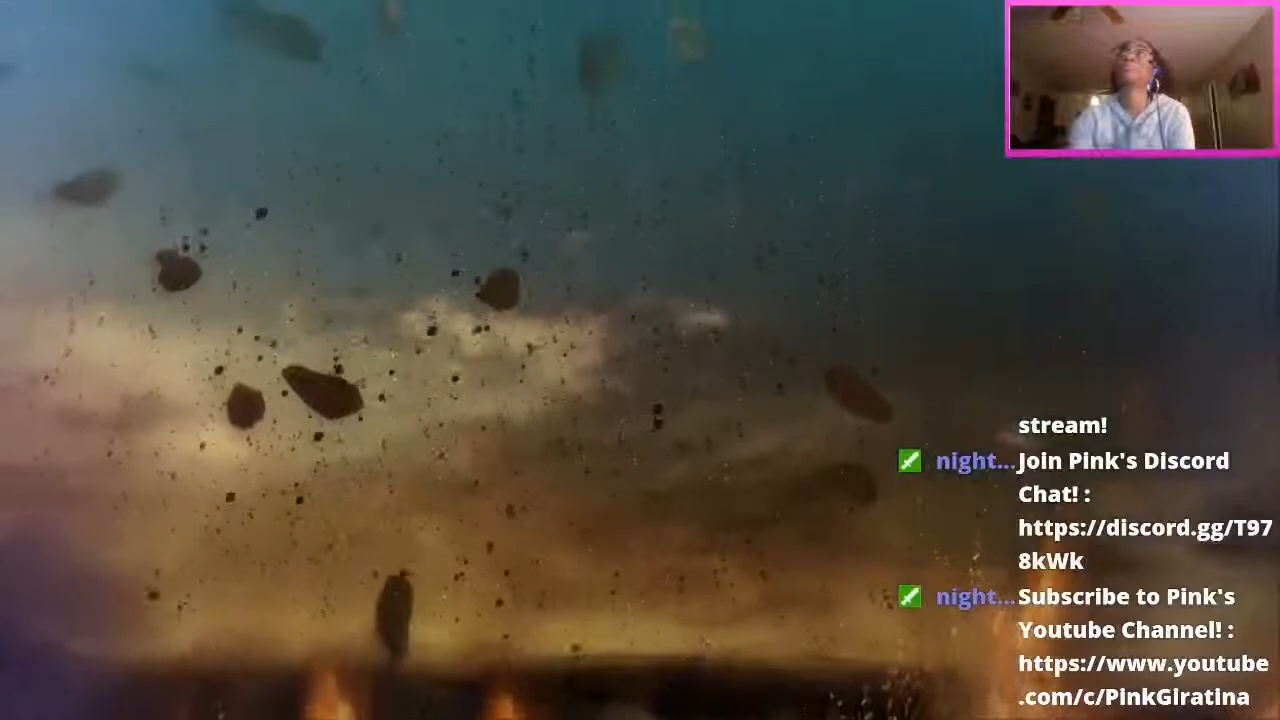 stream!
night...Join Pink's Discord
Chat! :
https://discord.gg/T97
8kWk
night...Subscribe to Pink's
Youtube Channel! :
https://www.youtube
.com/c/PinkGIratina